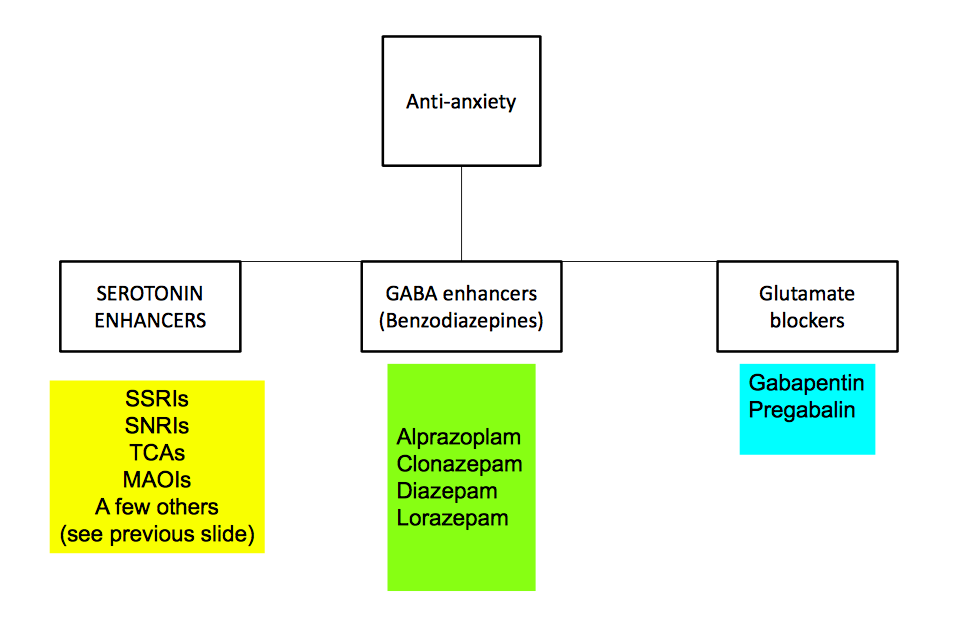 Anti-anxiety
SEROTONIN
ENHANCERS
GABA enhancers
(Benzodiazepines)
Glutamate
blockers
SSRIs
SNRIs
TCAs
MAOIs
A few others
(see previous slide)
Alprazoplam
Clonazepam
Diazepam
Lorazepam
Gabapentin
Pregabalin